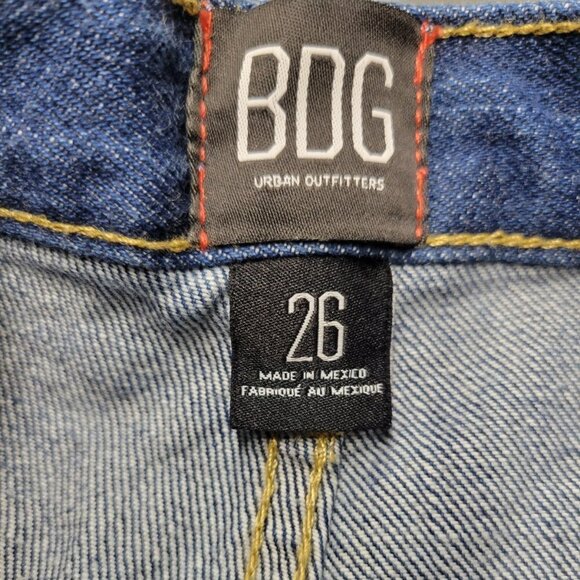 BDG
URBAN OUTFITTERS
26
MADE IN MEXICO
FABRIQUÉ AU MEXIQUE